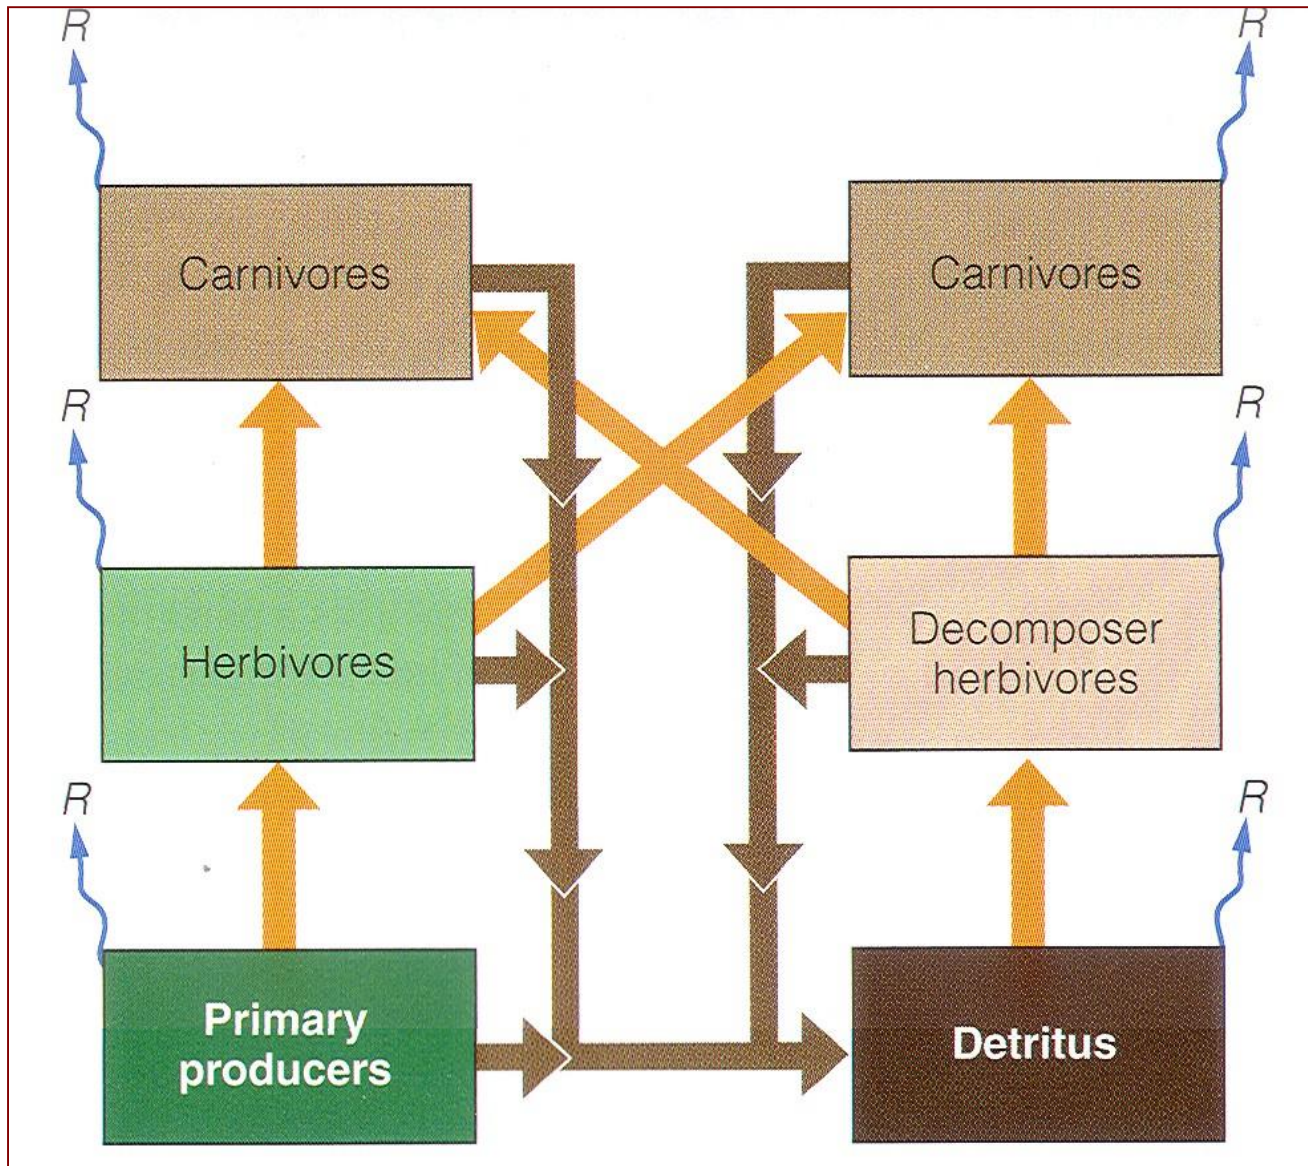 R
R
Carnivores
Carnivores
R
R
Herbivores
Decomposer
herbivores
R
R
Primary
producers
Detritus